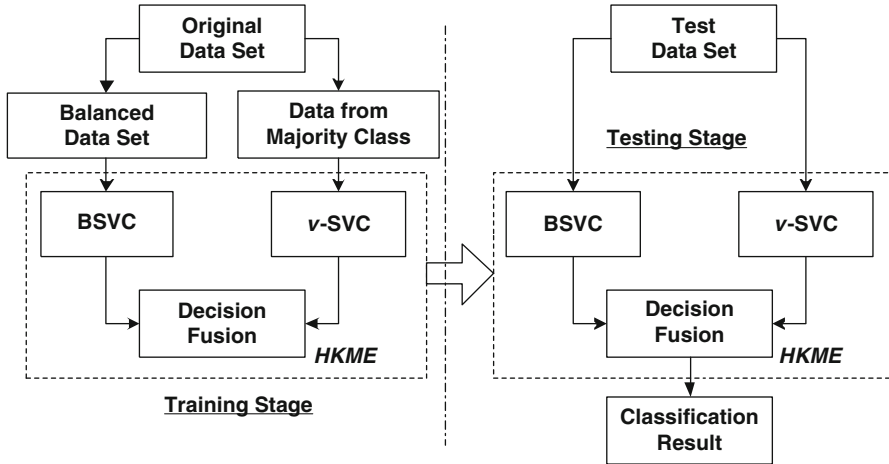 Original
Data Set
Balanced
Data Set
Data from
Majority Class
BSVC
v-SVC
Decision
Fusion
HKME
Training Stage
Test
Data Set
Testing Stage
BSVC
v-SVC
Decision
Fusion
HKME
Classification
Result